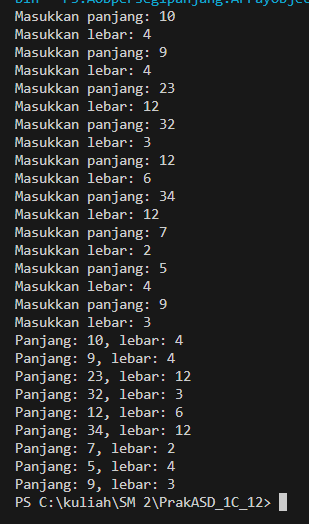 Masukkan panjang: 10
Masukkan lebar: 4
Masukkan panjang: 9
Masukkan lebar: 4
Masukkan panjang: 23
Masukkan lebar: 12
Masukkan panjang: 32
Masukkan lebar: 3
Masukkan panjang: 12
Masukkan lebar: 6
Masukkan panjang: 34
Masukkan lebar: 12
Masukkan panjang: 7
Masukkan lebar: 2
Masukkan panjang: 5
Masukkan lebar: 4
Masukkan panjang: 9
Masukkan lebar: 3
Panjang: 10, lebar: 4
Panjang: 9, lebar: 4
Panjang: 23, lebar: 12
Panjang: 32, lebar: 3
Panjang: 12, lebar: 6
Panjang: 34, lebar: 12
Panjang: 7, lebar: 2
Panjang: 5, lebar: 4
Panjang: 9, lebar: 3
PS C:\kuliah\SM 2\PrakASD_1C_12>